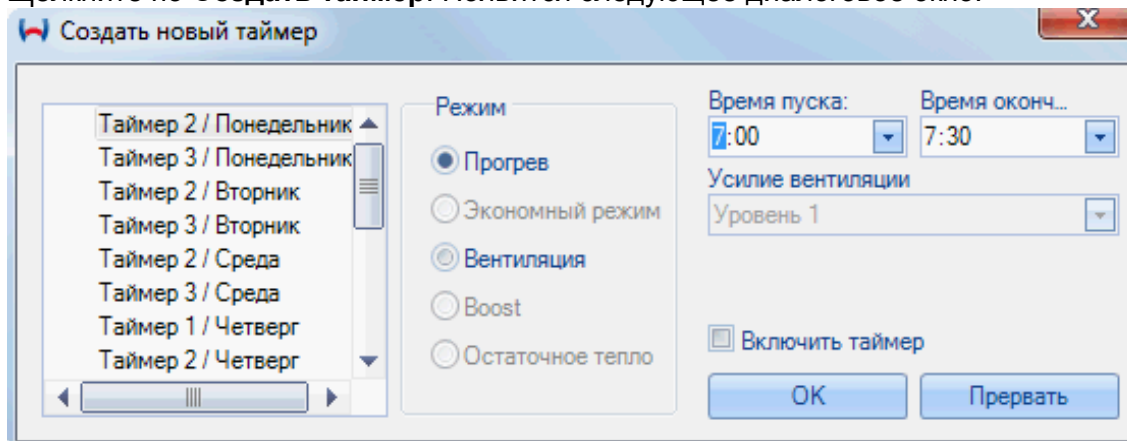 Создать новый таймер
Таймер 2 / Понедельник
Таймер 3 / Понедельник
Таймер 2 / Вторник
Таймер 3 / Вторник
Таймер 2 / Среда
Таймер 3 / Среда
Таймер 1 / Четверг
Таймер 2 / Четверг
Режим
Прогрев
Экономный режим
Вентиляция
Boost
Остаточное тепло
Время пуска:
Время оконч...
7:00
7:30
Усилие вентиляции
Уровень 1
Включить таймер
OK
Прервать